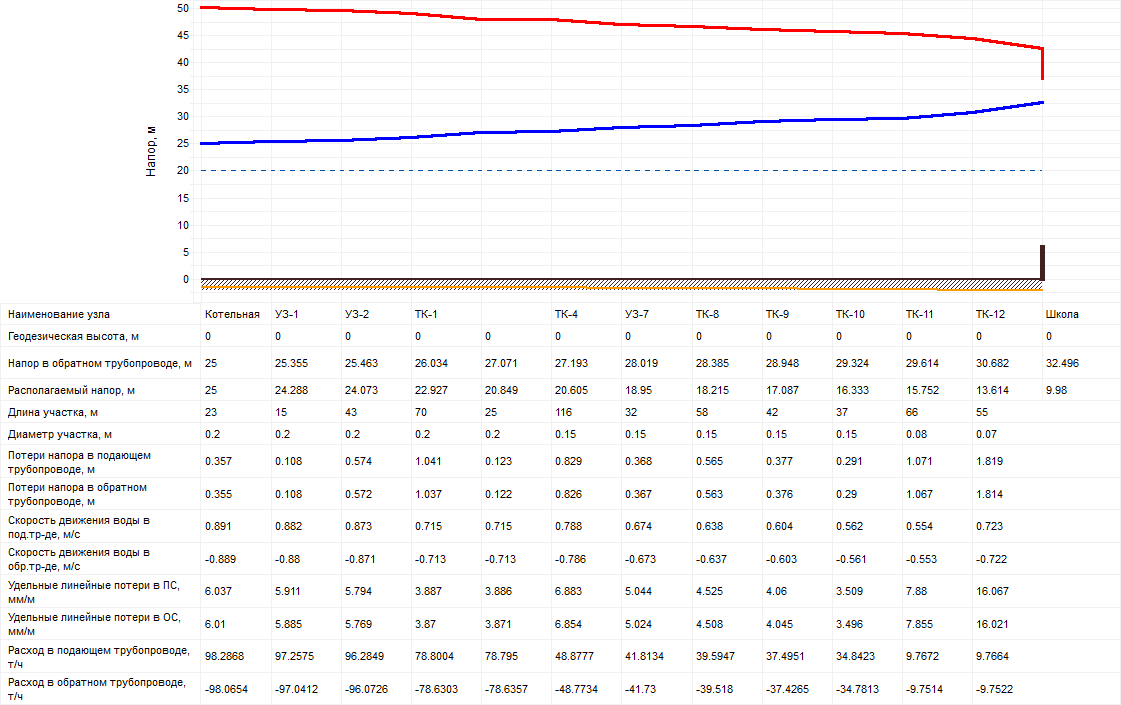 50
45
40
35
30
25
20
15
10
5
0
Напор, м
Наименование узла Котельная УЗ-1 УЗ-2 ТК-1 ТК-4 УЗ-7 ТК-8 ТК-9 ТК-10 ТК-11 ТК-12 Школа
Геодезическая высота, м 0 0 0 0 0 0 0 0 0 0 0 0 0
Напор в обратном трубопроводе, м 25 25.355 25.463 26.034 27.071 27.193 28.019 28.385 28.948 29.324 29.614 30.682 32.496
Располагаемый напор, м 25 24.288 24.073 22.927 20.849 20.605 18.95 18.215 17.087 16.333 15.752 13.614 9.98
Длина участка, м 23 15 43 70 25 116 32 58 42 37 66 55
Диаметр участка, м 0.2 0.2 0.2 0.2 0.2 0.15 0.15 0.15 0.15 0.15 0.08 0.07
Потери напора в подающем
трубопроводе, м 0.357 0.108 0.574 1.041 0.123 0.829 0.368 0.565 0.377 0.291 1.071 1.819
Потери напора в обратном
трубопроводе, м 0.355 0.108 0.572 1.037 0.122 0.826 0.367 0.563 0.376 0.29 1.067 1.814
Скорость движения воды в
под.тр-де, м/с 0.891 0.882 0.873 0.715 0.715 0.788 0.674 0.638 0.604 0.562 0.554 0.723
Скорость движения воды в
обр.тр-де, м/с -0.889 -0.88 -0.871 -0.713 -0.713 -0.786 -0.673 -0.637 -0.603 -0.561 -0.553 -0.722
Удельные линейные потери в ПС,
мм/м 6.037 5.911 5.794 3.887 3.886 6.883 5.044 4.525 4.06 3.509 7.88 16.067
Удельные линейные потери в ОС,
мм/м 6.01 5.885 5.769 3.87 3.871 6.854 5.024 4.508 4.045 3.496 7.855 16.021
Расход в подающем трубопроводе,
т/ч 98.2868 97.2575 96.2849 78.8004 78.795 48.8777 41.8134 39.5947 37.4951 34.8423 9.7672 9.7664
Расход в обратном трубопроводе,
т/ч -98.0654 -97.0412 -96.0726 -78.6303 -78.6357 -48.7734 -41.73 -39.518 -37.4265 -34.7813 -9.7514 -9.7522